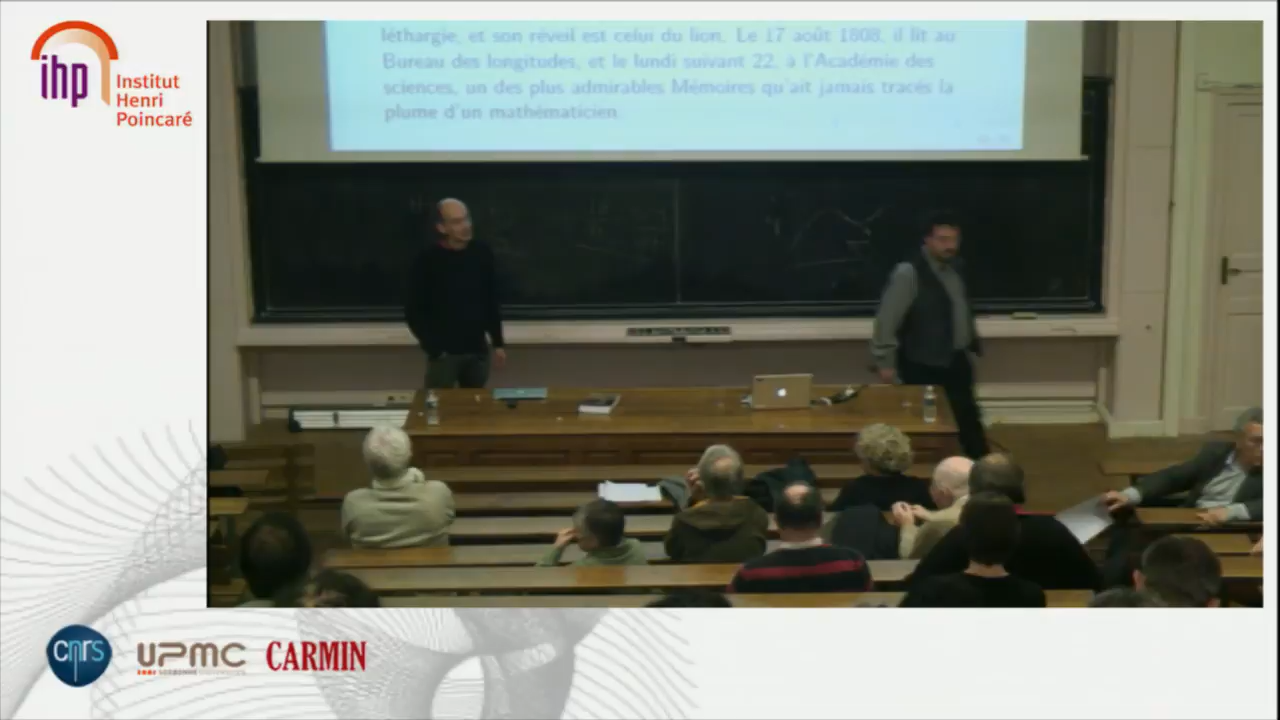 ihp
Institut
Henri
Poincaré
léthargie, et son réveil est celui du lion. Le 17 août 1808, il lit au
Bureau des longitudes, et le lundi suivant 22, à l'Académie des
sciences, un des plus admirables Mémoires qu'ait jamais tracés la
plume d'un mathématicien.
cnrs
UPMC
SORBONNE UNIVERSITÉS
CARMIN